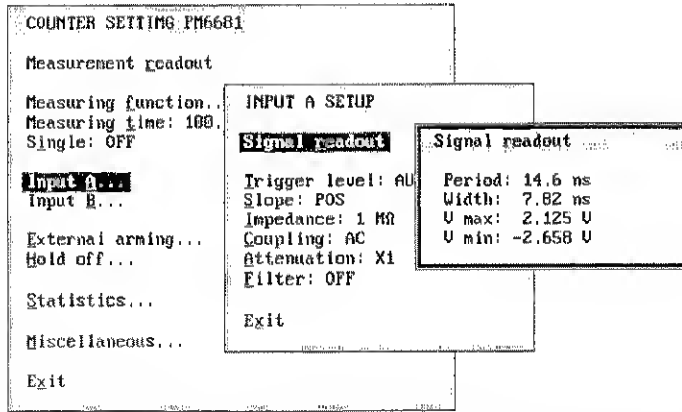 COUNTER SETTING PM6681
Measurement readout
Measuring function..
Measuring time: 100.
Single: OFF
Input A...
Input B...
External arming...
Hold off...
Statistics...
Miscellaneous...
Exit
INPUT A SETUP
Signal readout
Trigger level: AU
Slope: POS
Impedance: 1 MΩ
Coupling: AC
Attenuation: X1
Filter: OFF
Exit
Signal readout
Period: 14.6 ns
Width: 7.82 ns
V max: 2.125 V
V min: -2.658 V